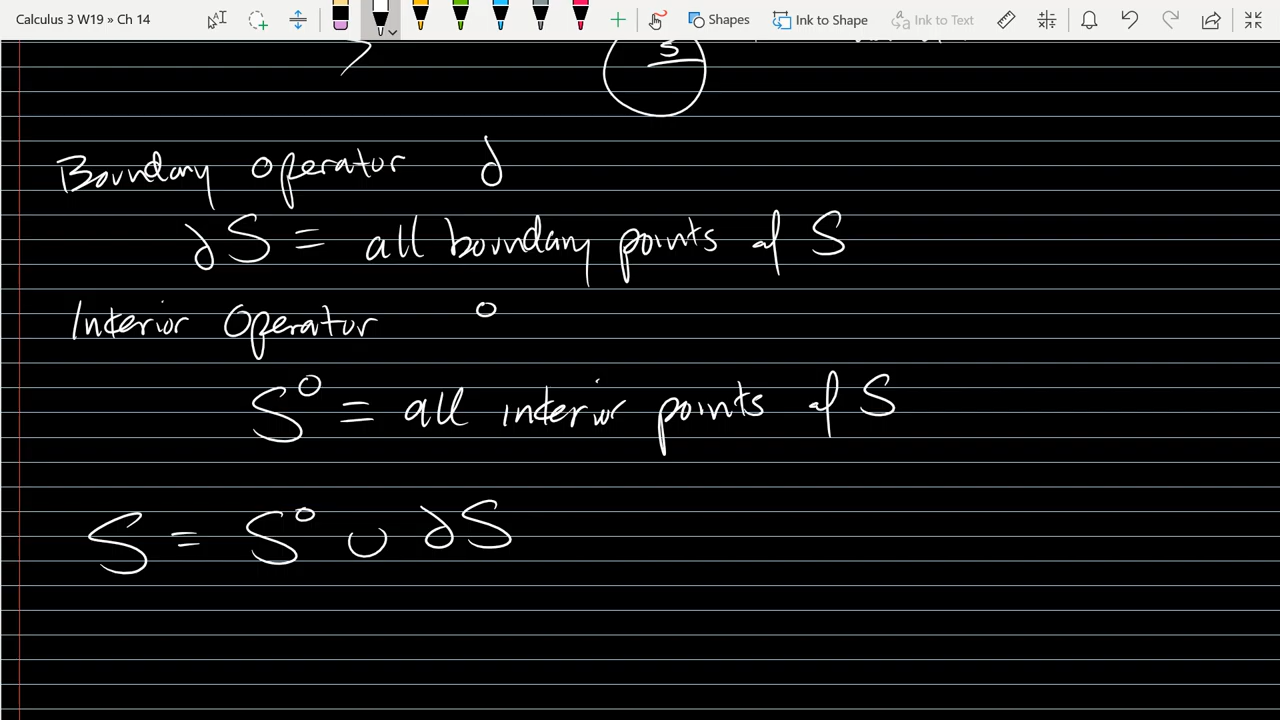 Calculus 3 W19 » Ch 14
Shapes
Ink to Shape
Ink to Text
S
Boundary operator ∂
∂S = all boundary points of S
Interior Operator °
S° = all interior points of S
S = S° ∪ ∂S